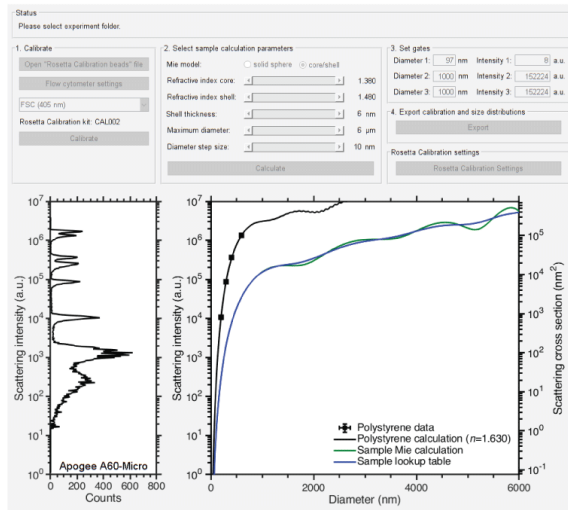 Status
Please select experiment folder.
1. Calibrate
Open "Rosetta Calibration beads" file
Flow cytometer settings
FSC (405 nm)
Rosetta Calibration kit: CAL002
Calibrate
2. Select sample calculation parameters
Mie model: solid sphere core/shell
Refractive index core: 1.380
Refractive index shell: 1.480
Shell thickness: 6 nm
Maximum diameter: 6 µm
Diameter step size: 10 nm
Calculate
3. Set gates
Diameter 1: 97 nm Intensity 1: 8 a.u.
Diameter 2: 1000 nm Intensity 2: 152224 a.u.
Diameter 3: 1000 nm Intensity 3: 152224 a.u.
4. Export calibration and size distributions
Export
Rosetta Calibration settings
Rosetta Calibration Settings
Scattering intensity (a.u.)
10⁷
10⁶
10⁵
10⁴
10³
10²
10¹
10⁰
Apogee A60-Micro
0 200 400 600 800
Counts
Scattering intensity (a.u.)
10⁷
10⁶
10⁵
10⁴
10³
10²
10¹
10⁰
Polystyrene data
Polystyrene calculation (n=1.630)
Sample Mie calculation
Sample lookup table
0 2000 4000 6000
Diameter (nm)
10⁵
10⁴
10³
10²
10¹
10⁰
10⁻¹
Scattering cross section (nm²)